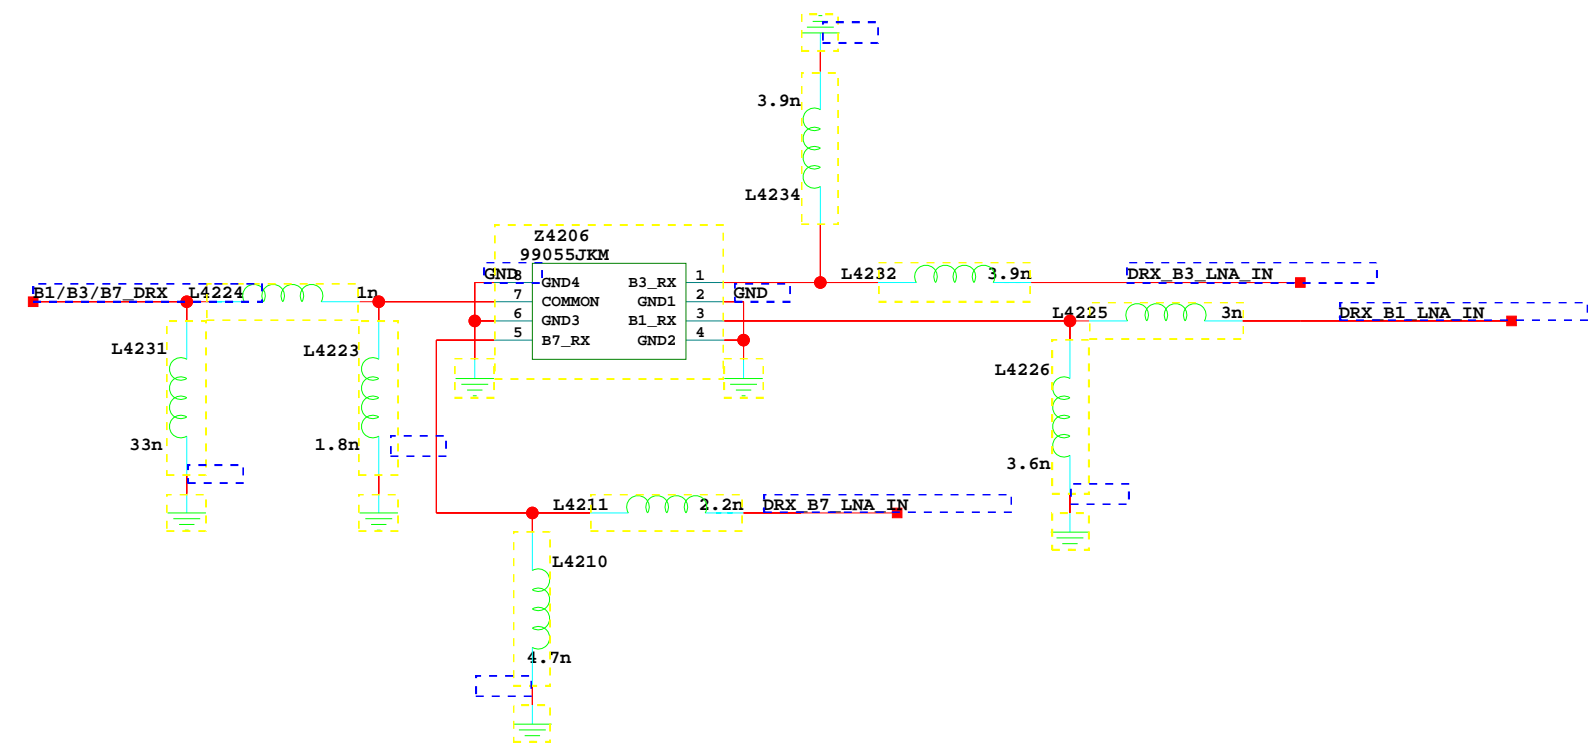 3.9n
L4234
Z4206
99055JKM
GND
8
GND4
B3_RX
1
L4232
3.9n
DRX_B3_LNA_IN
B1/B3/B7_DRX
L4224
1n
7
COMMON
GND1
2
GND
6
GND3
B1_RX
3
L4225
3n
DRX_B1_LNA_IN
5
B7_RX
GND2
4
L4231
L4223
L4226
33n
1.8n
3.6n
L4211
2.2n
DRX_B7_LNA_IN
L4210
4.7n